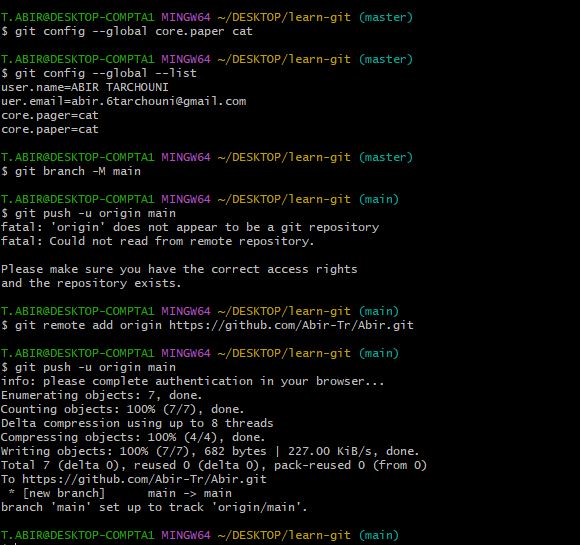 T.ABIR@DESKTOP-COMPTA1 MINGW64 ~/DESKTOP/learn-git (master)
$ git config --global core.paper cat
T.ABIR@DESKTOP-COMPTA1 MINGW64 ~/DESKTOP/learn-git (master)
$ git config --global --list
user.name=ABIR TARCHOUNI
uer.email=abir.6tarchouni@gmail.com
core.pager=cat
core.paper=cat
T.ABIR@DESKTOP-COMPTA1 MINGW64 ~/DESKTOP/learn-git (master)
$ git branch -M main
T.ABIR@DESKTOP-COMPTA1 MINGW64 ~/DESKTOP/learn-git (main)
$ git push -u origin main
fatal: 'origin' does not appear to be a git repository
fatal: Could not read from remote repository.
Please make sure you have the correct access rights
and the repository exists.
T.ABIR@DESKTOP-COMPTA1 MINGW64 ~/DESKTOP/learn-git (main)
$ git remote add origin https://github.com/Abir-Tr/Abir.git
T.ABIR@DESKTOP-COMPTA1 MINGW64 ~/DESKTOP/learn-git (main)
$ git push -u origin main
info: please complete authentication in your browser...
Enumerating objects: 7, done.
Counting objects: 100% (7/7), done.
Delta compression using up to 8 threads
Compressing objects: 100% (4/4), done.
Writing objects: 100% (7/7), 682 bytes | 227.00 KiB/s, done.
Total 7 (delta 0), reused 0 (delta 0), pack-reused 0 (from 0)
To https://github.com/Abir-Tr/Abir.git
 * [new branch]      main -> main
branch 'main' set up to track 'origin/main'.
T.ABIR@DESKTOP-COMPTA1 MINGW64 ~/DESKTOP/learn-git (main)